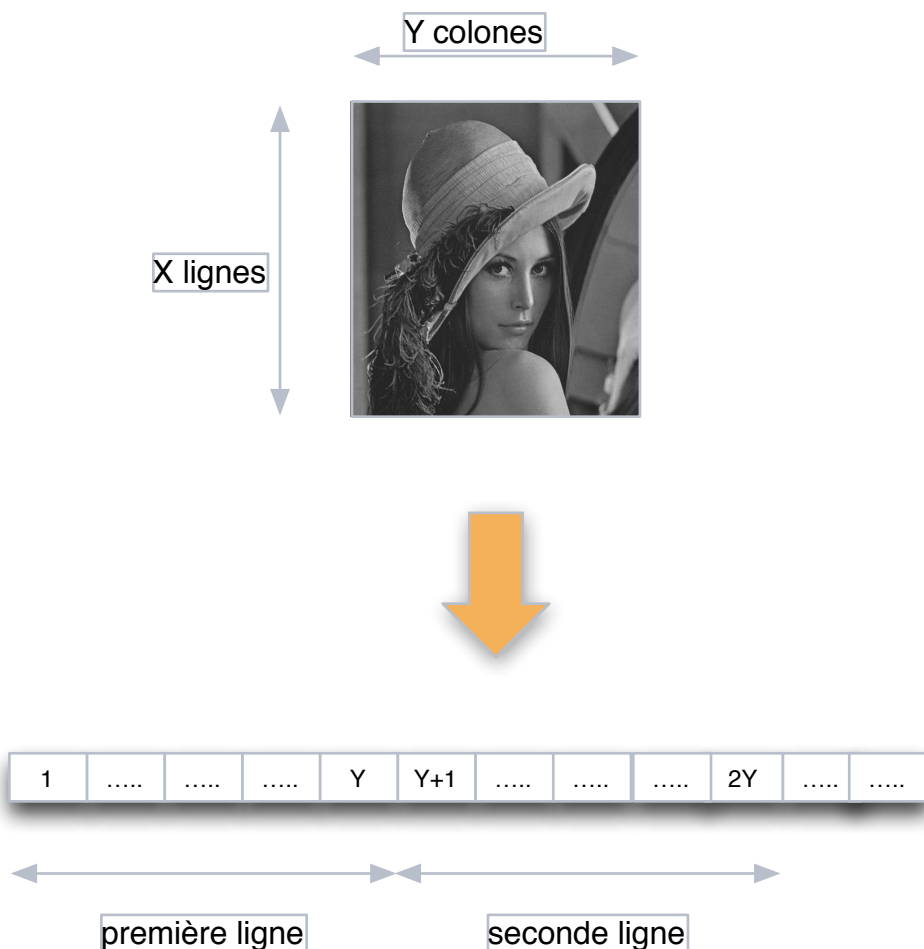 Y colones
X lignes
1 ..... ..... ..... Y Y+1 ..... ..... ..... 2Y ..... .....
première ligne seconde ligne